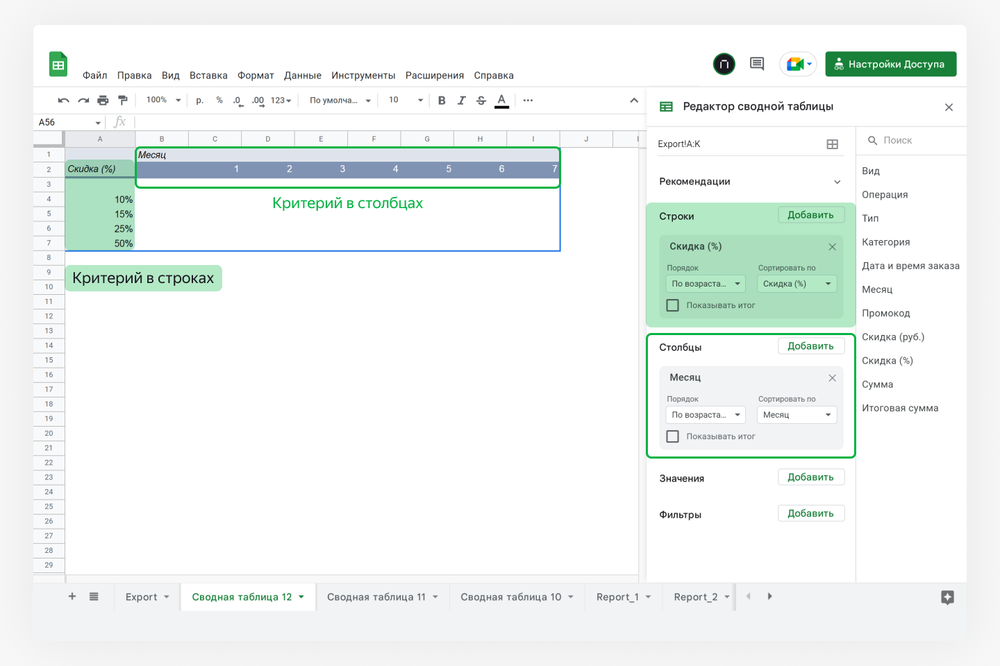 Файл Правка Вид Вставка Формат Данные Инструменты Расширения Справка
Настройки Доступа
100% р. % .0 .00 123 По умолча... 10 B I S A ...
A56 fx
Редактор сводной таблицы
A B C D E F G H I J
1 Месяц
2 Скидка (%) 1 2 3 4 5 6 7
3
4 10%
5 15%
6 25%
7 50%
8
9
10
11
12
13
14
15
16
17
18
19
20
21
22
23
24
25
26
27
28
29
Критерий в столбцах
Критерий в строках
Export!A:K
Рекомендации
Строки Добавить
Скидка (%)
Порядок Сортировать по
По возраста... Скидка (%)
Показывать итог
Столбцы Добавить
Месяц
Порядок Сортировать по
По возраста... Месяц
Показывать итог
Значения Добавить
Фильтры Добавить
Поиск
Вид
Операция
Тип
Категория
Дата и время заказа
Месяц
Промокод
Скидка (руб.)
Скидка (%)
Сумма
Итоговая сумма
+ Export Сводная таблица 12 Сводная таблица 11 Сводная таблица 10 Report_1 Report_2